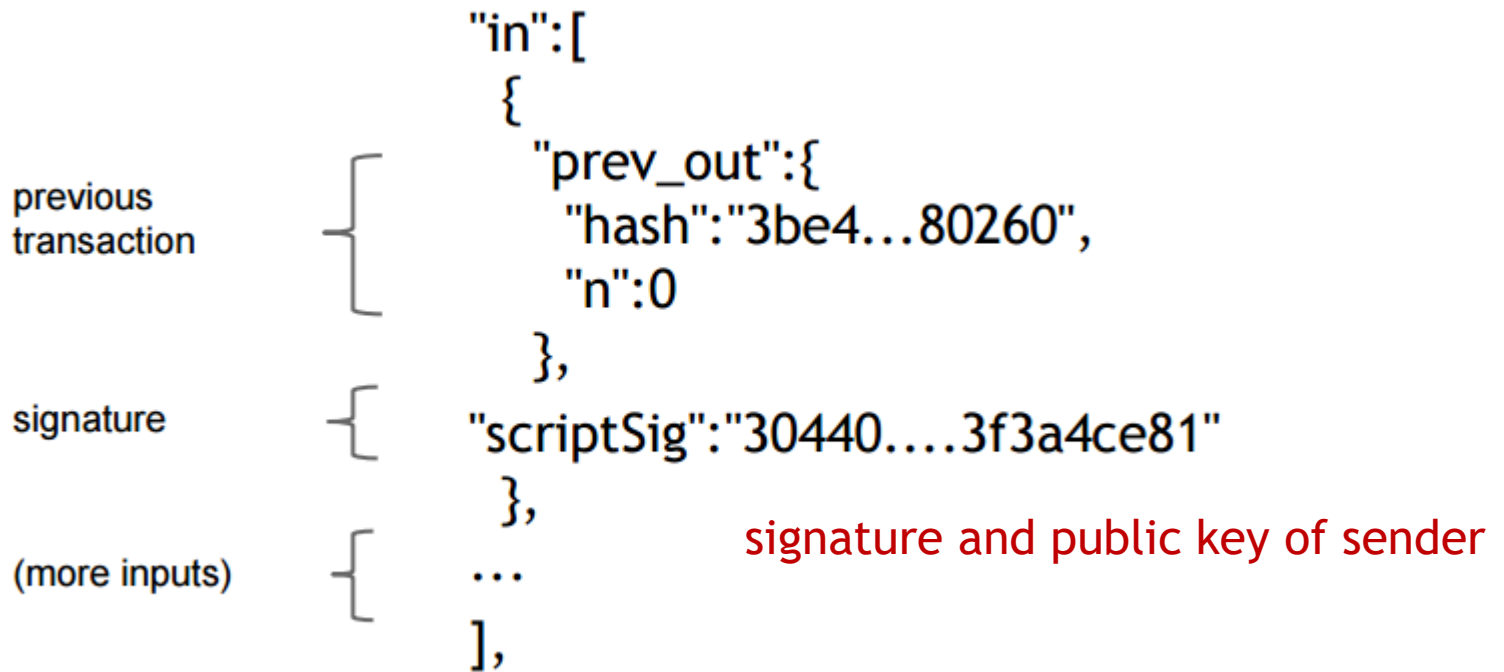 "in":[
{
previous
transaction
"prev_out":{
"hash":"3be4...80260",
"n":0
},
signature
"scriptSig":"30440....3f3a4ce81"
},
signature and public key of sender
(more inputs)
...
],